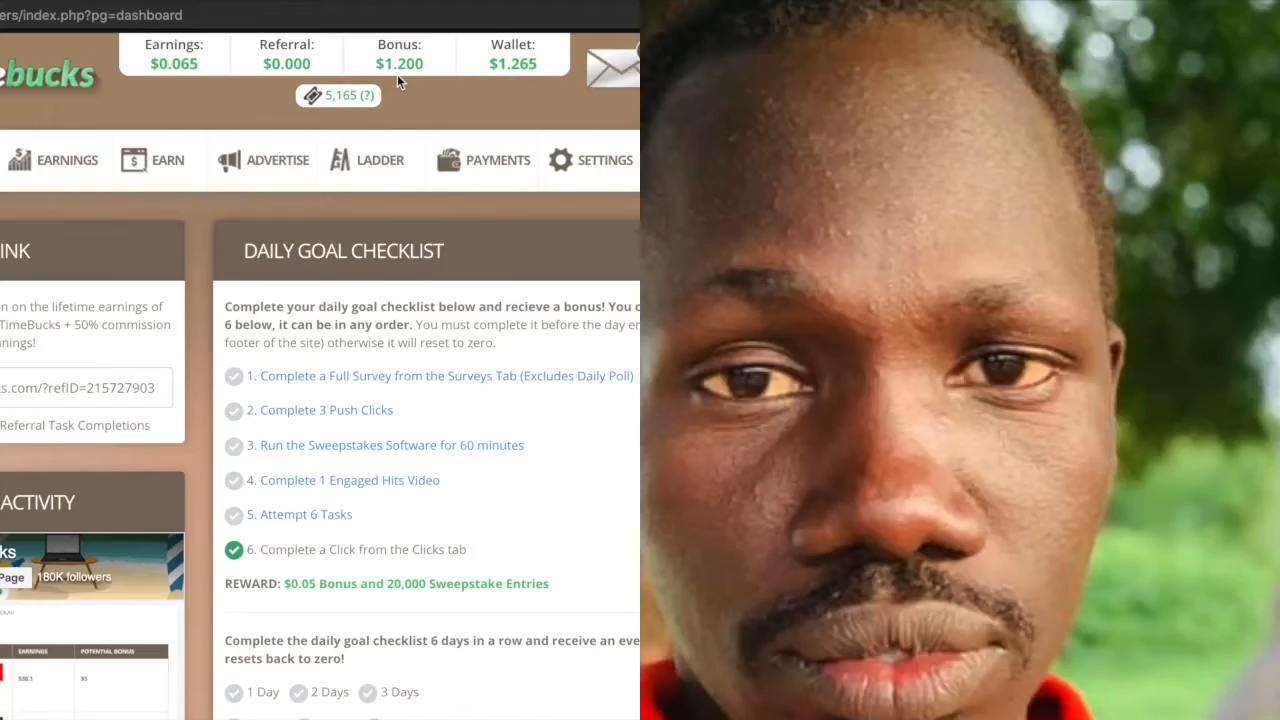 ers/index.php?pg=dashboard
Earnings: Referral: Bonus: Wallet:
$0.065 $0.000 $1.200 $1.265
ebucks
5,165 (?)
EARNINGS EARN ADVERTISE LADDER PAYMENTS SETTINGS
INK
n on the lifetime earnings of
TimeBucks + 50% commission
nings!
s.com/?refID=215727903
Referral Task Completions
ACTIVITY
ks
Page 180K followers
EARNINGS POTENTIAL BONUS
$5
DAILY GOAL CHECKLIST
Complete your daily goal checklist below and recieve a bonus! You c
6 below, it can be in any order. You must complete it before the day en
footer of the site) otherwise it will reset to zero.
1. Complete a Full Survey from the Surveys Tab (Excludes Daily Poll)
2. Complete 3 Push Clicks
3. Run the Sweepstakes Software for 60 minutes
4. Complete 1 Engaged Hits Video
5. Attempt 6 Tasks
6. Complete a Click from the Clicks tab
REWARD: $0.05 Bonus and 20,000 Sweepstake Entries
Complete the daily goal checklist 6 days in a row and receive an eve
resets back to zero!
1 Day 2 Days 3 Days